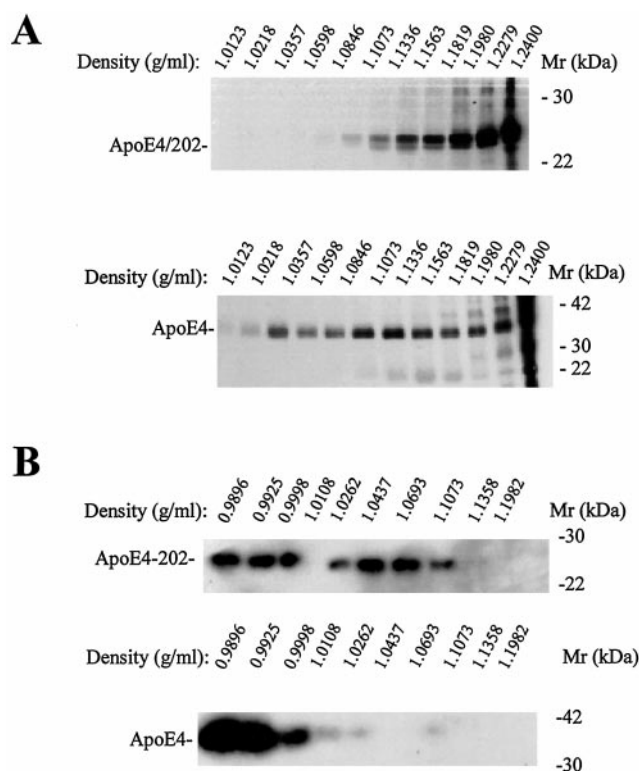 A
Density (g/ml): 1.0123 1.0218 1.0357 1.0598 1.0846 1.1073 1.1336 1.1563 1.1819 1.1980 1.2279 1.2400 Mr (kDa)
- 30
ApoE4/202-
- 22
Density (g/ml): 1.0123 1.0218 1.0357 1.0598 1.0846 1.1073 1.1336 1.1563 1.1819 1.1980 1.2279 1.2400 Mr (kDa)
- 42
ApoE4-
- 30
- 22
B
Density (g/ml): 0.9896 0.9925 0.9998 1.0108 1.0262 1.0437 1.0693 1.1073 1.1358 1.1982 Mr (kDa)
-30
ApoE4-202-
-22
Density (g/ml): 0.9896 0.9925 0.9998 1.0108 1.0262 1.0437 1.0693 1.1073 1.1358 1.1982 Mr (kDa)
-42
ApoE4-
-30